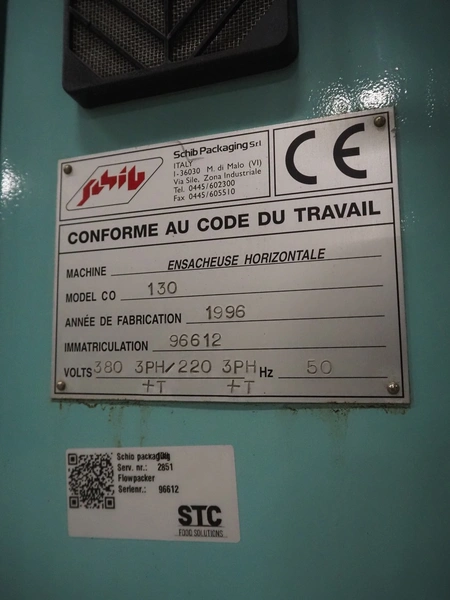 Schib
Schib Packaging S.r.l.
ITALY
I-36030 M. di Malo (VI)
Via Sile, Zona Industriale
Tel. 0445/602300
Fax 0445/605510
CE
CONFORME AU CODE DU TRAVAIL
MACHINE ENSACHEUSE HORIZONTALE
MODEL CO 130
ANNÉE DE FABRICATION 1996
IMMATRICULATION 96612
VOLTS 380 3PH/220 3PH Hz 50
+T +T
Schio packaging
Serv. nr.: 2851
Flowpacker
Serienr.: 96612
STC
FOOD SOLUTIONS